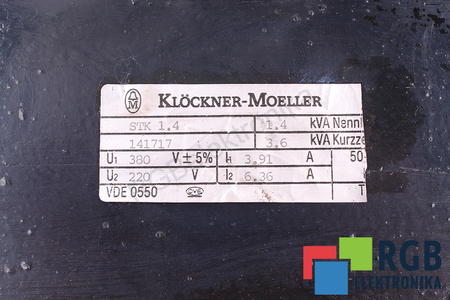 KLÖCKNER-MOELLER
STK 1.4 1.4 kVA Nennl
141717 3.6 kVA Kurzze
U1 380 V ± 5% I1 3.91 A 50
U2 220 V I2 6.36 A
VDE 0550 T
RGB
ELEKTRONIKA